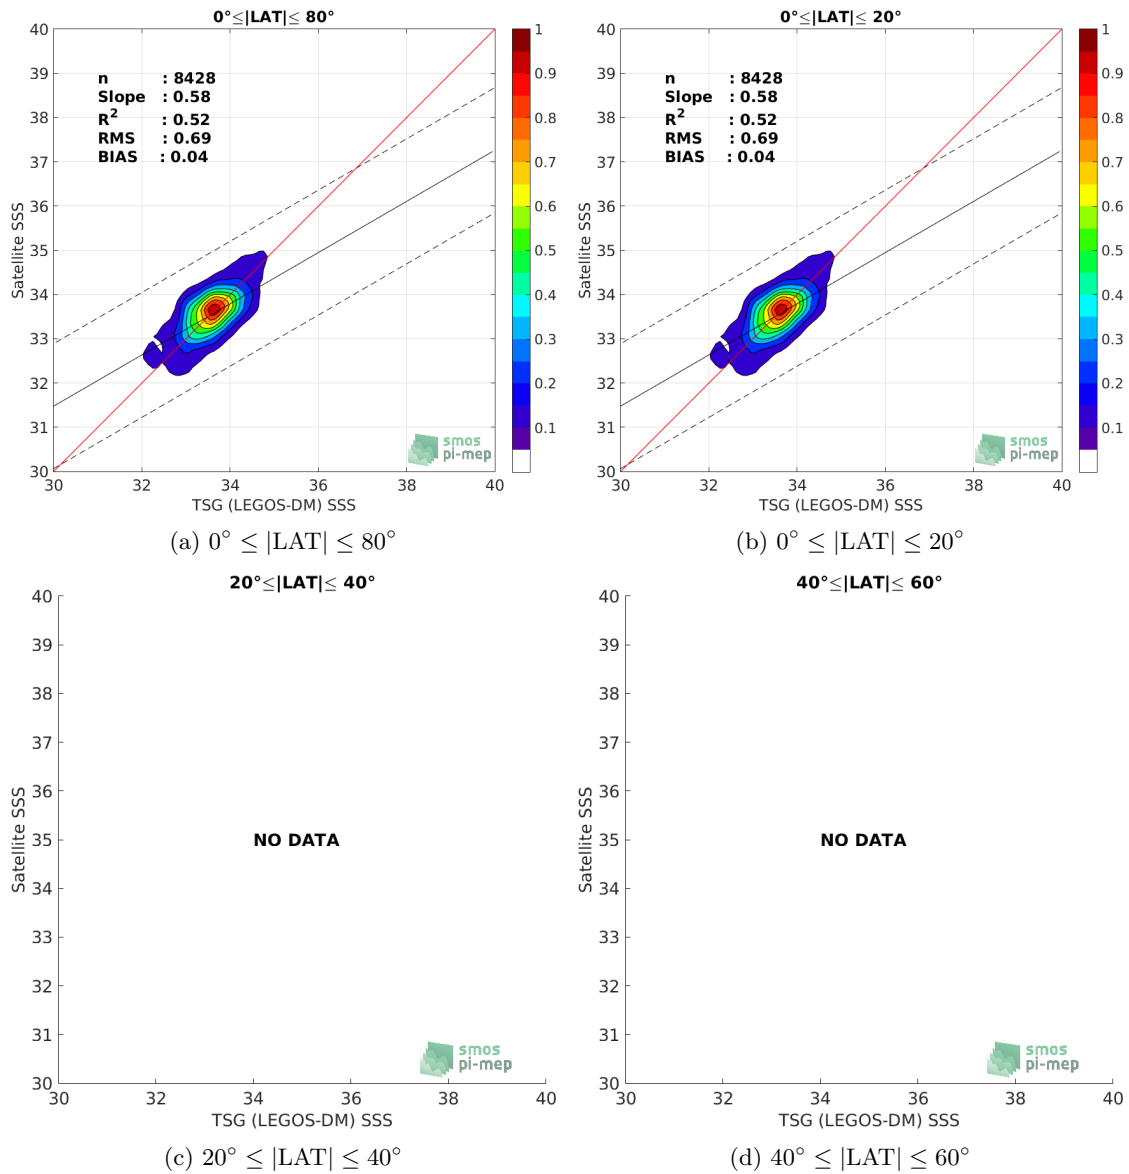 0°≤|LAT|≤ 80°
40
39
38
37
36
35
34
33
32
31
30
Satellite SSS
n : 8428
Slope : 0.58
R² : 0.52
RMS : 0.69
BIAS : 0.04
smos
pi-mep
30 32 34 36 38 40
TSG (LEGOS-DM) SSS
1
0.9
0.8
0.7
0.6
0.5
0.4
0.3
0.2
0.1
(a) 0° ≤ |LAT| ≤ 80°
0°≤|LAT|≤ 20°
40
39
38
37
36
35
34
33
32
31
30
Satellite SSS
n : 8428
Slope : 0.58
R² : 0.52
RMS : 0.69
BIAS : 0.04
smos
pi-mep
30 32 34 36 38 40
TSG (LEGOS-DM) SSS
1
0.9
0.8
0.7
0.6
0.5
0.4
0.3
0.2
0.1
(b) 0° ≤ |LAT| ≤ 20°
20°≤|LAT|≤ 40°
40
39
38
37
36
35
34
33
32
31
30
Satellite SSS
NO DATA
smos
pi-mep
30 32 34 36 38 40
TSG (LEGOS-DM) SSS
(c) 20° ≤ |LAT| ≤ 40°
40°≤|LAT|≤ 60°
40
39
38
37
36
35
34
33
32
31
30
Satellite SSS
NO DATA
smos
pi-mep
30 32 34 36 38 40
TSG (LEGOS-DM) SSS
(d) 40° ≤ |LAT| ≤ 60°